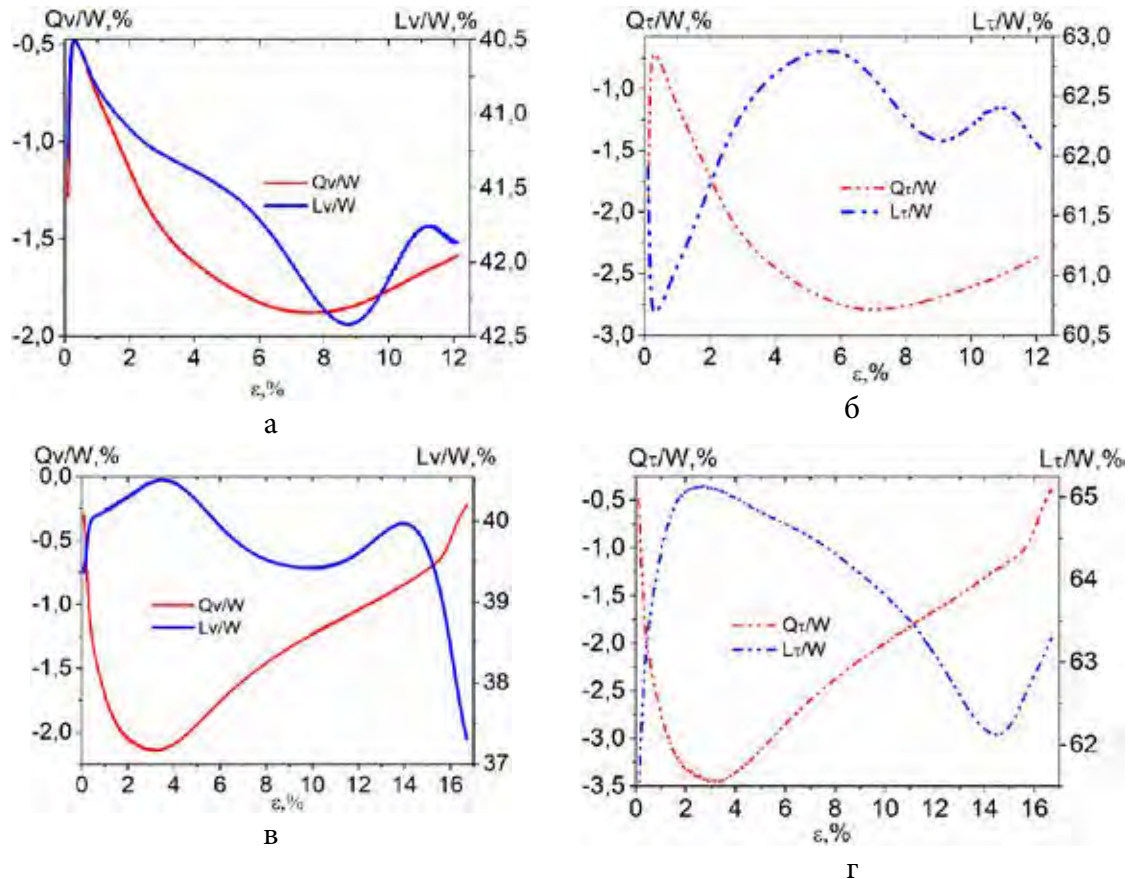 Qv/W,% Lv/W,%
-0,5 40,5
-1,0 41,0
-1,5 41,5
-2,0 42,0
42,5
Qv/W
Lv/W
0 2 4 6 8 10 12
ε,%
а
Qτ/W,% Lτ/W,%
-1,0 63,0
-1,5 62,5
-2,0 62,0
-2,5 61,5
-3,0 61,0
60,5
Qτ/W
Lτ/W
0 2 4 6 8 10 12
ε,%
б
Qv/W,% Lv/W,%
0,0
-0,5 40
-1,0 39
-1,5 38
-2,0 37
Qv/W
Lv/W
0 2 4 6 8 10 12 14 16
ε,%
в
Qτ/W,% Lτ/W,%
-0,5 65
-1,0
-1,5 64
-2,0
-2,5 63
-3,0 62
-3,5
Qτ/W
Lτ/W
0 2 4 6 8 10 12 14 16
ε,%
г